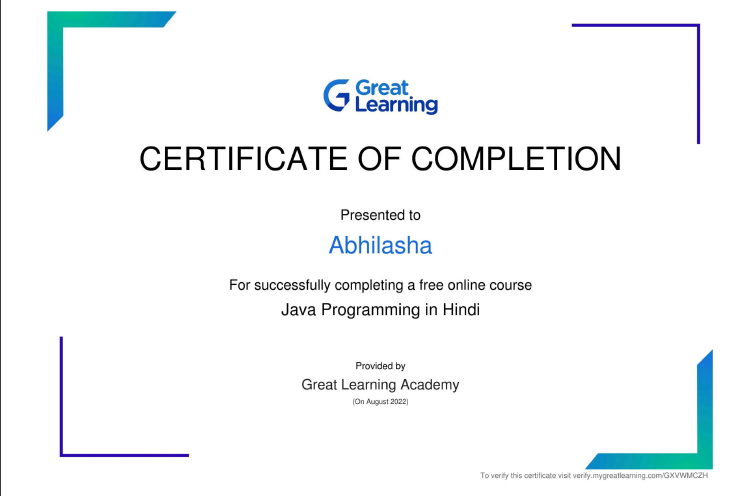 Great
Learning
CERTIFICATE OF COMPLETION
Presented to
Abhilasha
For successfully completing a free online course
Java Programming in Hindi
Provided by
Great Learning Academy
(On August 2022)
To verify this certificate visit verify.mygreatlearning.com/GXVWMCZH